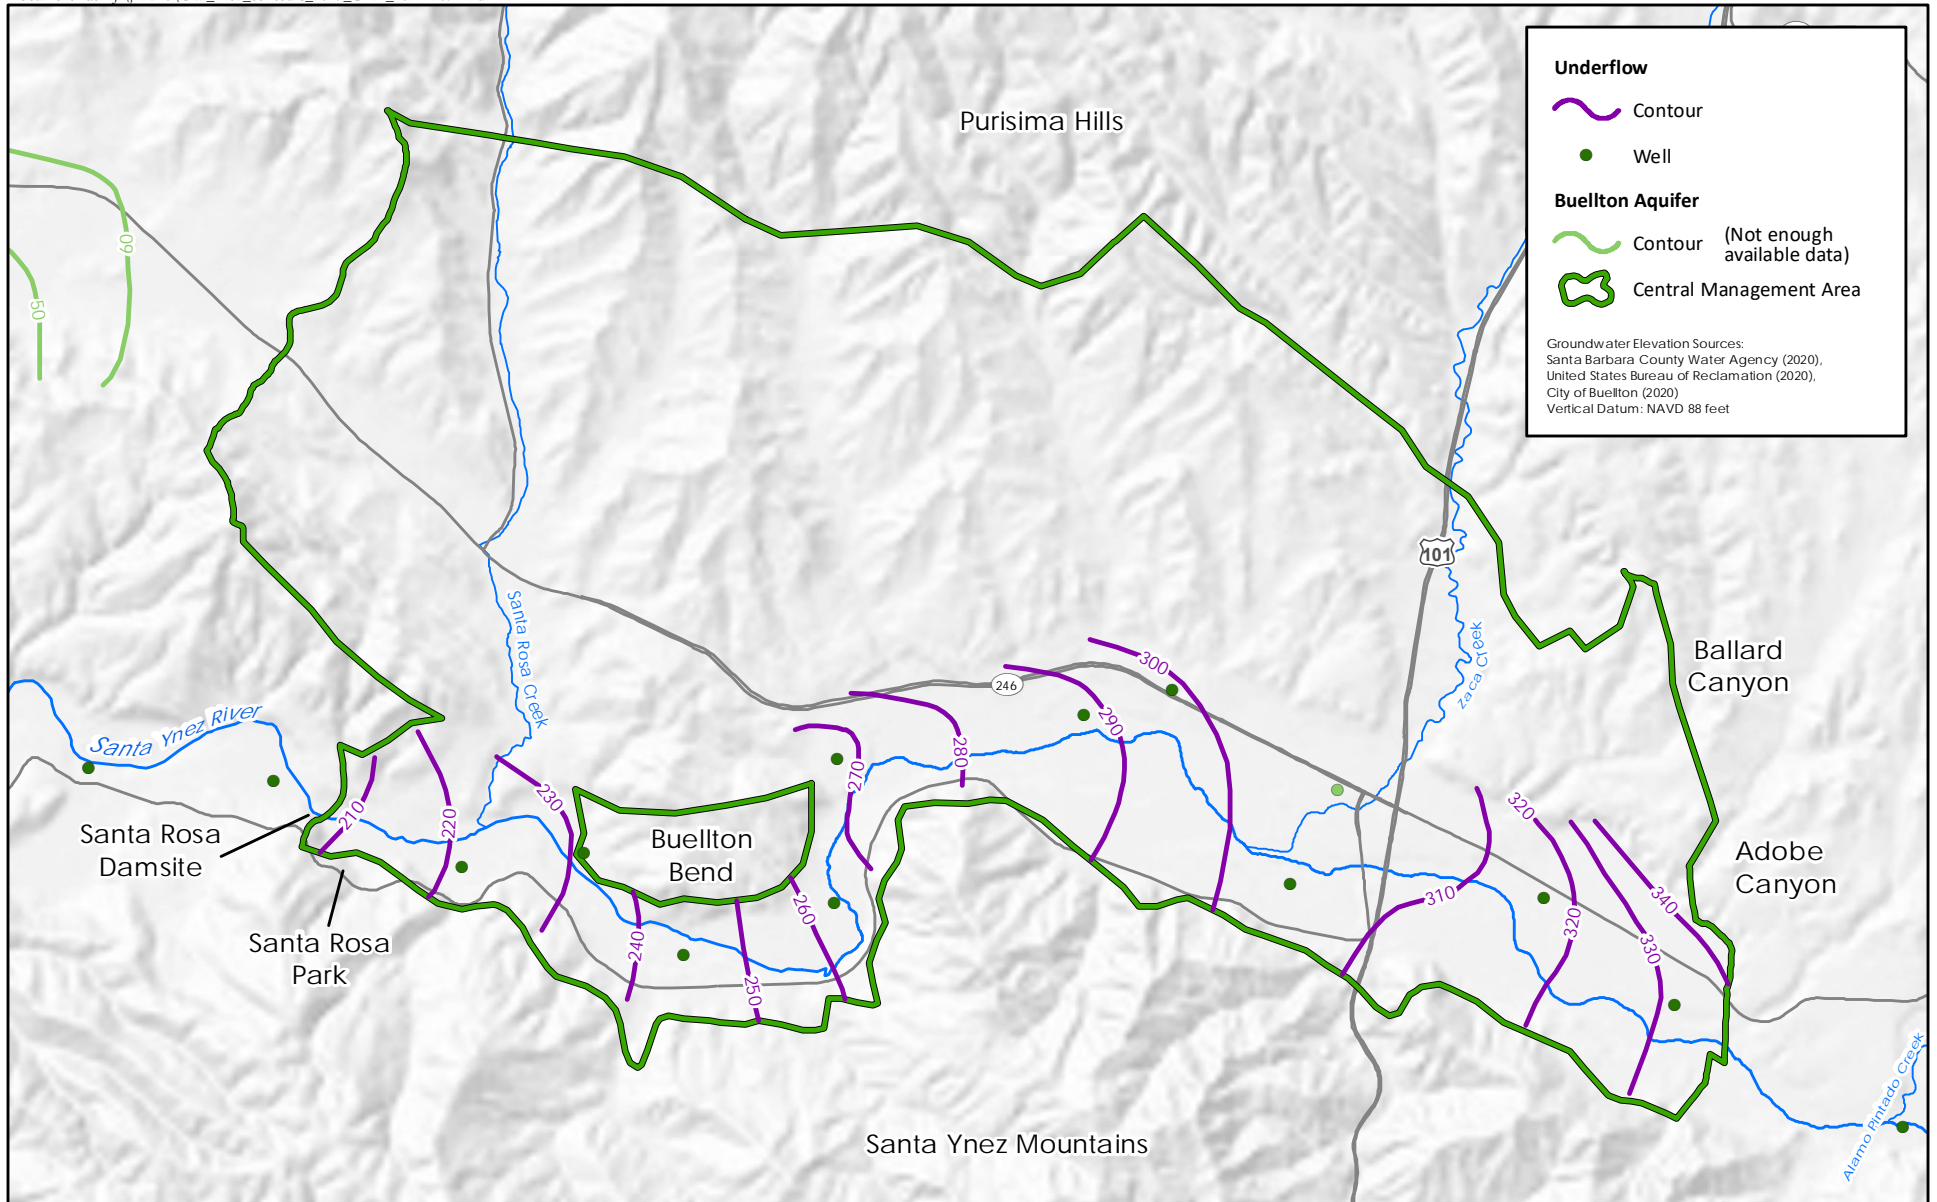 Purisima Hills
Underflow
Contour
Well
Buellton Aquifer
Contour
(Not enough
available data)
Central Management Area
Groundwater Elevation Sources:
Santa Barbara County Water Agency (2020),
United States Bureau of Reclamation (2020),
City of Buellton (2020)
Vertical Datum: NAVD 88 feet
60
50
101
Santa Rosa Creek
Zaca Creek
Ballard
Canyon
300
246
290
280
270
Santa Ynez River
210
220
230
Santa Rosa
Damsite
Buellton
Bend
320
Adobe
Canyon
310
340
320
330
260
240
250
Santa Rosa
Park
Santa Ynez Mountains
Alamo Pintado Creek